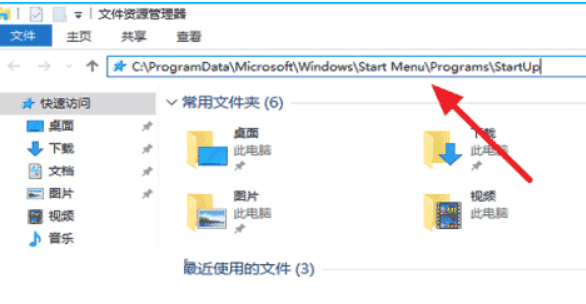 文件资源管理器
文件 主页 共享 查看
C:\ProgramData\Microsoft\Windows\Start Menu\Programs\StartUp
快速访问
桌面
下载
文档
图片
视频
音乐
常用文件夹 (6)
桌面
此电脑
下载
此电脑
图片
此电脑
视频
此电脑
最近使用的文件 (3)